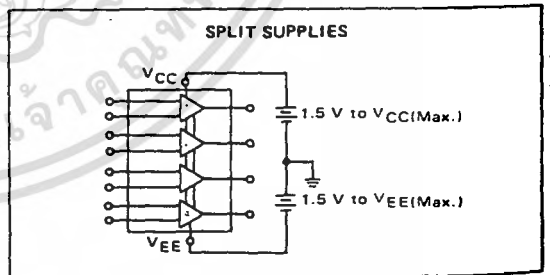 SPLIT SUPPLIES
VCC
1.5 V to VCC(Max.)
1.5 V to VEE(Max.)
VEE